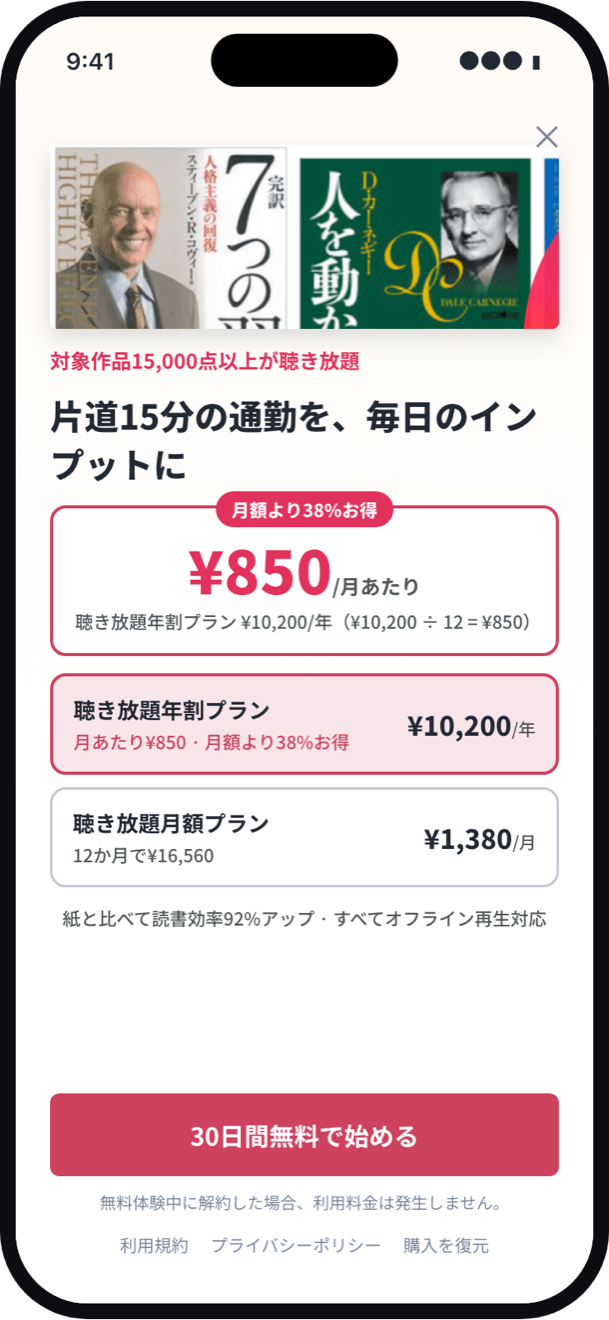 9:41
THE SEVEN
HIGHLY EFFEC
スティーブン・R・コヴィー
人格主義の回復
完訳
7つの習
人を動か
D・カーネギー
DALE CARNEGIE
対象作品15,000点以上が聴き放題
片道15分の通勤を、毎日のイン
プットに
月額より38%お得
¥850/月あたり
聴き放題年割プラン ¥10,200/年（¥10,200 ÷ 12 = ¥850）
聴き放題年割プラン
¥10,200/年
月あたり¥850 · 月額より38%お得
聴き放題月額プラン
¥1,380/月
12か月で¥16,560
紙と比べて読書効率92%アップ · すべてオフライン再生対応
30日間無料で始める
無料体験中に解約した場合、利用料金は発生しません。
利用規約 プライバシーポリシー 購入を復元